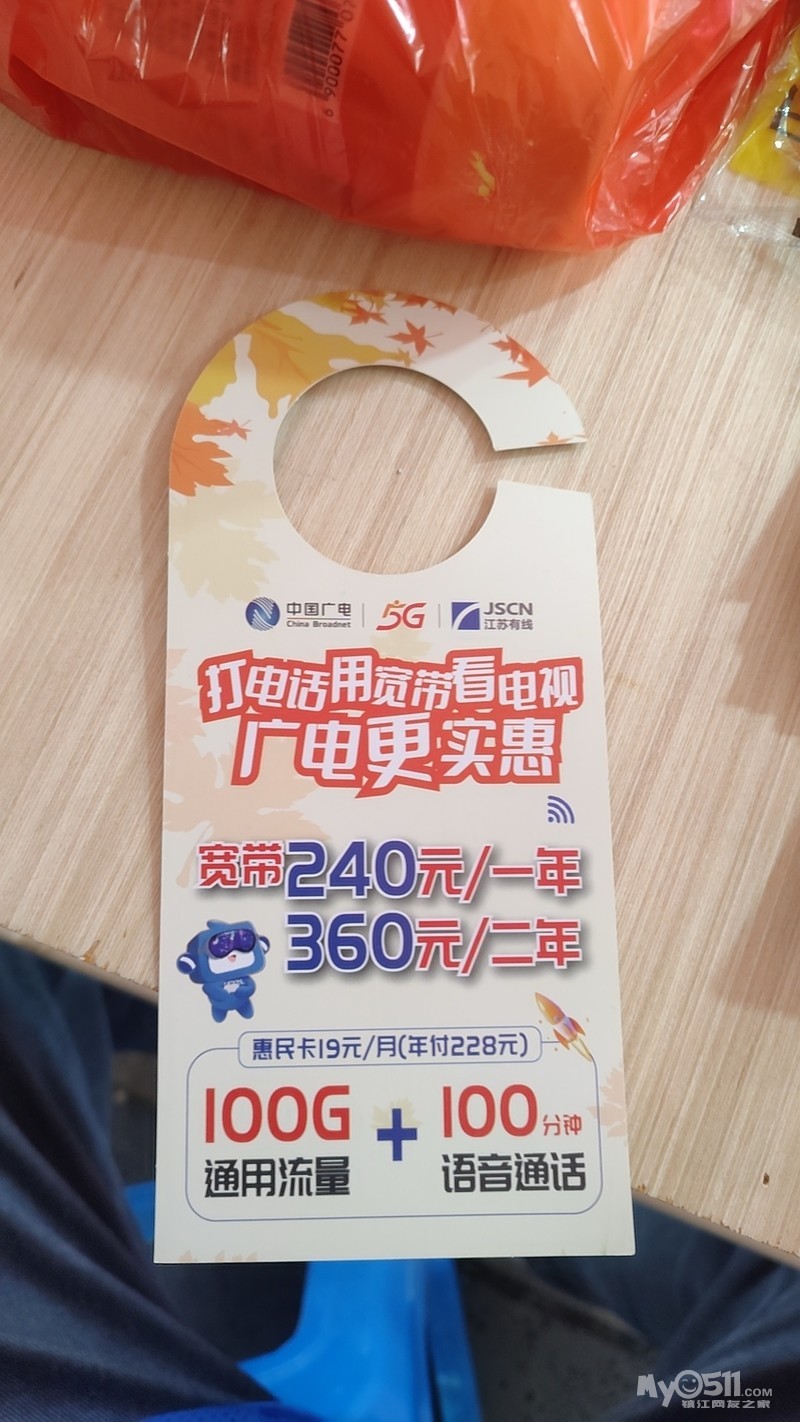 6 900077 07
中国广电
China Broadnet
5G
JSCN
江苏有线
打电话用宽带看电视
广电更实惠
宽带240元/一年
360元/二年
惠民卡19元/月(年付228元)
100G
通用流量
+
100分钟
语音通话
My0511.COM
镇江网友之家